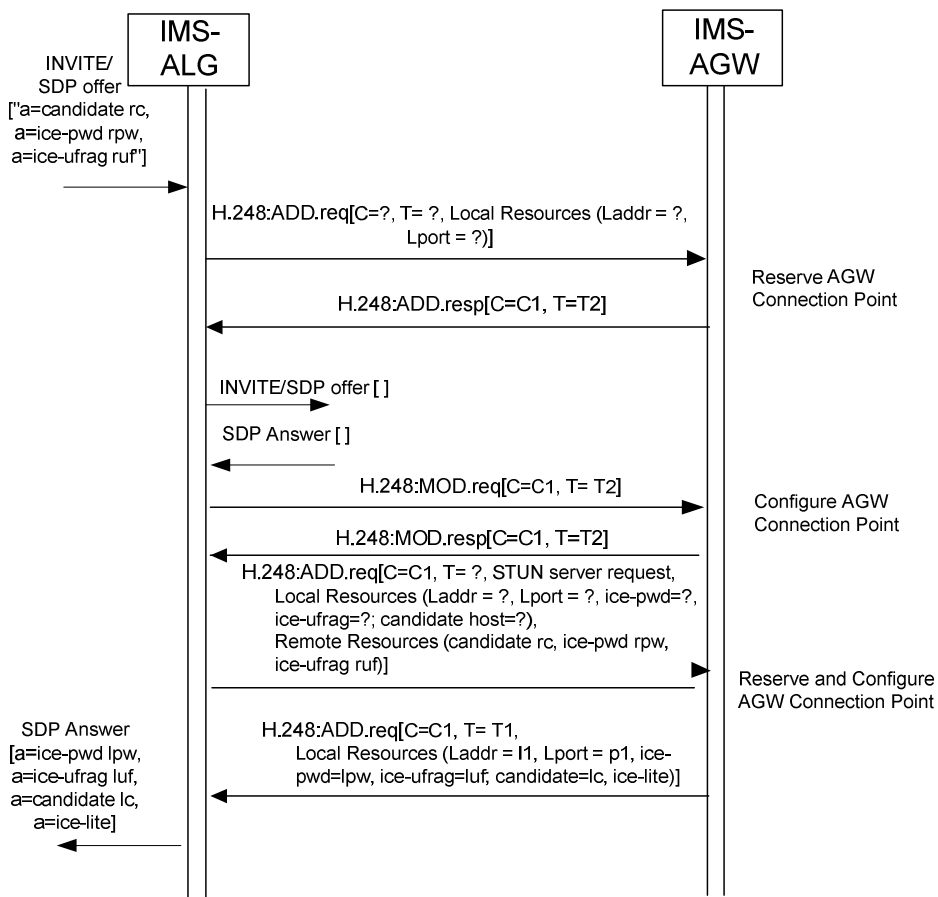 IMS-
ALG
IMS-
AGW
INVITE/
SDP offer
["a=candidate rc,
a=ice-pwd rpw,
a=ice-ufrag ruf"]
H.248:ADD.req[C=?, T= ?, Local Resources (Laddr = ?,
Lport = ?)]
Reserve AGW
Connection Point
H.248:ADD.resp[C=C1, T=T2]
INVITE/SDP offer [ ]
SDP Answer [ ]
H.248:MOD.req[C=C1, T= T2]
Configure AGW
Connection Point
H.248:MOD.resp[C=C1, T=T2]
H.248:ADD.req[C=C1, T= ?, STUN server request,
Local Resources (Laddr = ?, Lport = ?, ice-pwd=?,
ice-ufrag=?; candidate host=?),
Remote Resources (candidate rc, ice-pwd rpw,
ice-ufrag ruf)]
Reserve and Configure
AGW Connection Point
SDP Answer
[a=ice-pwd lpw,
a=ice-ufrag luf,
a=candidate lc,
a=ice-lite]
H.248:ADD.req[C=C1, T= T1,
Local Resources (Laddr = l1, Lport = p1, ice-
pwd=lpw, ice-ufrag=luf; candidate=lc, ice-lite)]